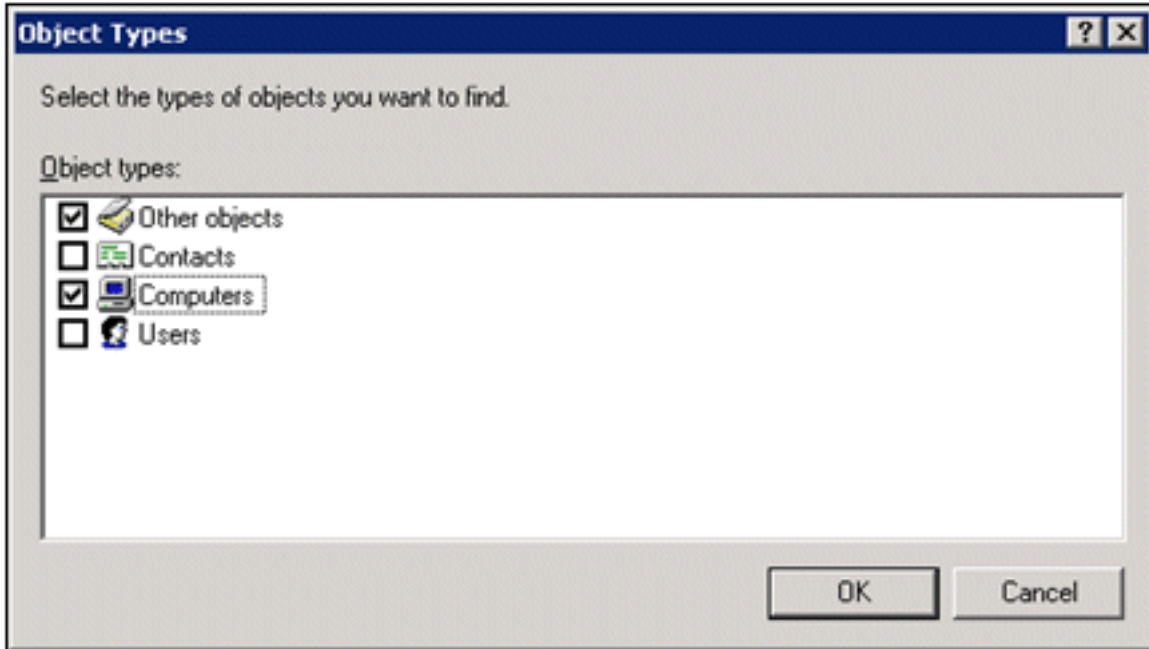 Object Types
Select the types of objects you want to find.
Object types:
Other objects
Contacts
Computers
Users
OK Cancel